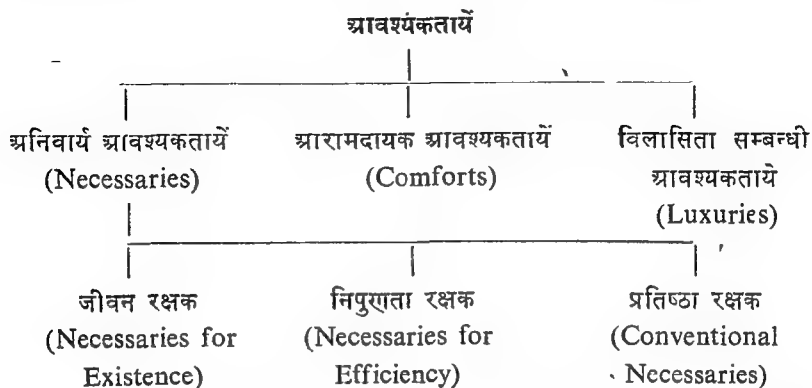 आवश्यंकतायें
अनिवार्य आवश्यकतायें आरामदायक आवश्यकतायें विलासिता सम्बन्धी
(Necessaries) (Comforts) आवश्यकताये
(Luxuries)
जीवन रक्षक निपुणता रक्षक प्रतिष्ठा रक्षक
(Necessaries for (Necessaries for (Conventional
Existence) Efficiency) Necessaries)